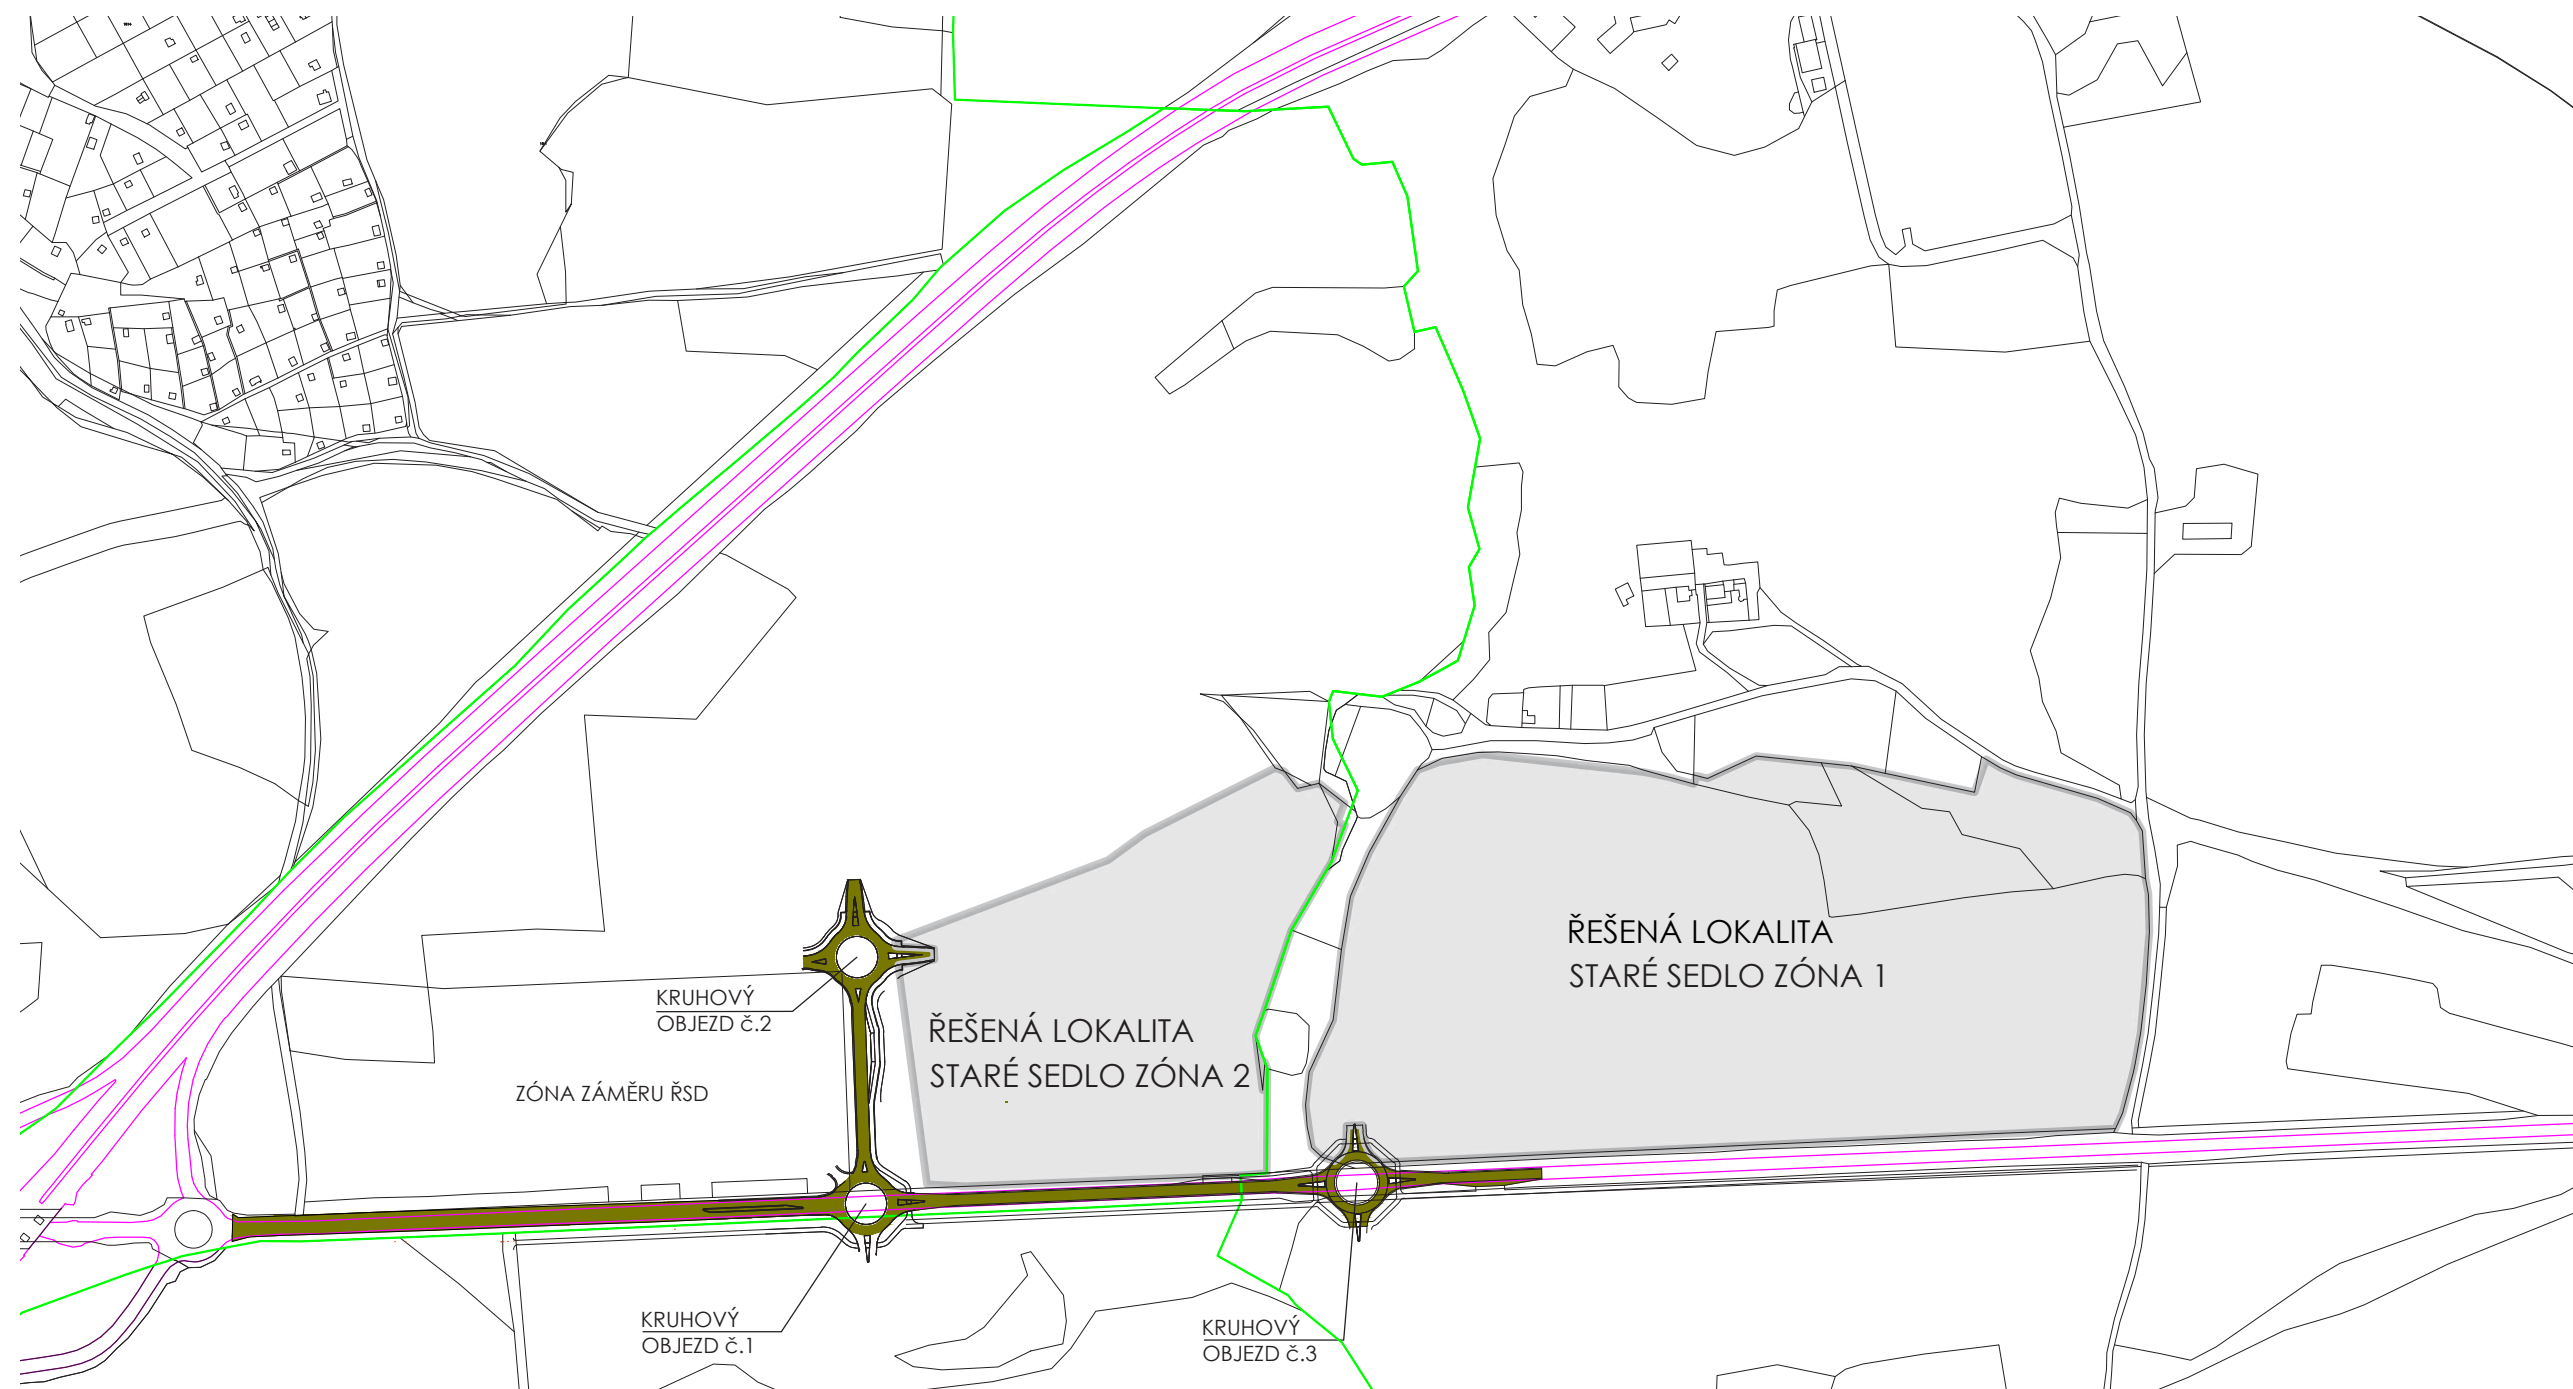 ŘEŠENÁ LOKALITA
STARÉ SEDLO ZÓNA 1
KRUHOVÝ
OBJEZD č.2
ŘEŠENÁ LOKALITA
STARÉ SEDLO ZÓNA 2
ZÓNA ZÁMĚRU ŘSD
KRUHOVÝ
OBJEZD č.1
KRUHOVÝ
OBJEZD č.3